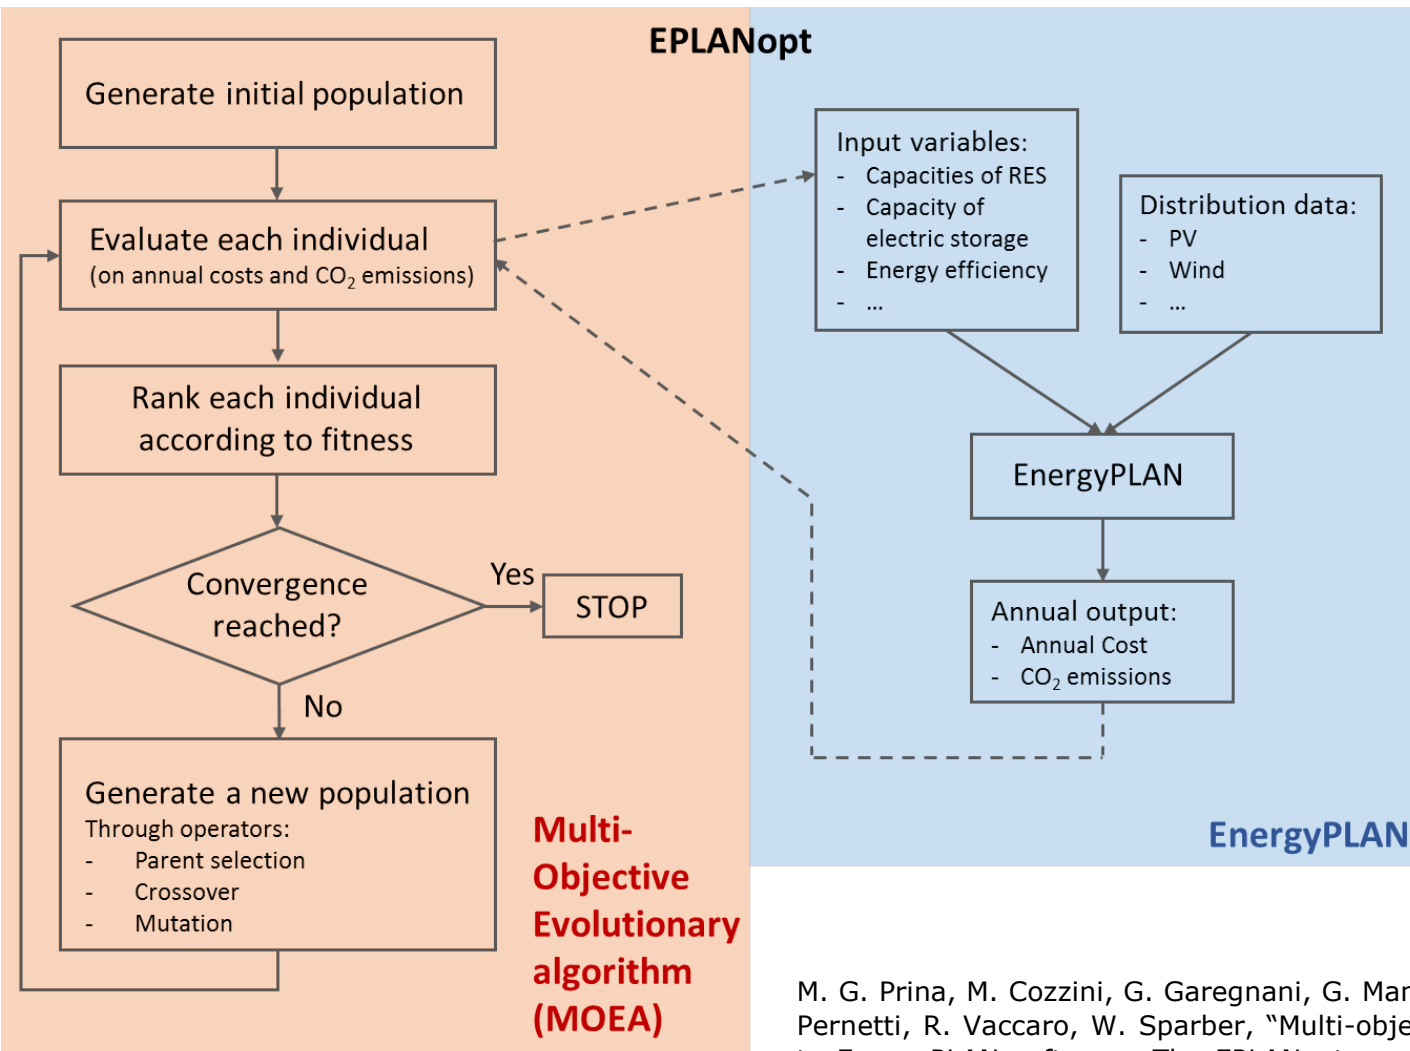 EPLANopt
Generate initial population
Evaluate each individual
(on annual costs and CO2 emissions)
Rank each individual
according to fitness
Convergence
reached?
Yes
STOP
No
Generate a new population
Through operators:
- Parent selection
- Crossover
- Mutation
Multi-
Objective
Evolutionary
algorithm
(MOEA)
Input variables:
- Capacities of RES
- Capacity of
electric storage
- Energy efficiency
- ...
Distribution data:
- PV
- Wind
- ...
EnergyPLAN
Annual output:
- Annual Cost
- CO2 emissions
EnergyPLAN
M. G. Prina, M. Cozzini, G. Garegnani, G. Man
Pernetti, R. Vaccaro, W. Sparber, “Multi-obje